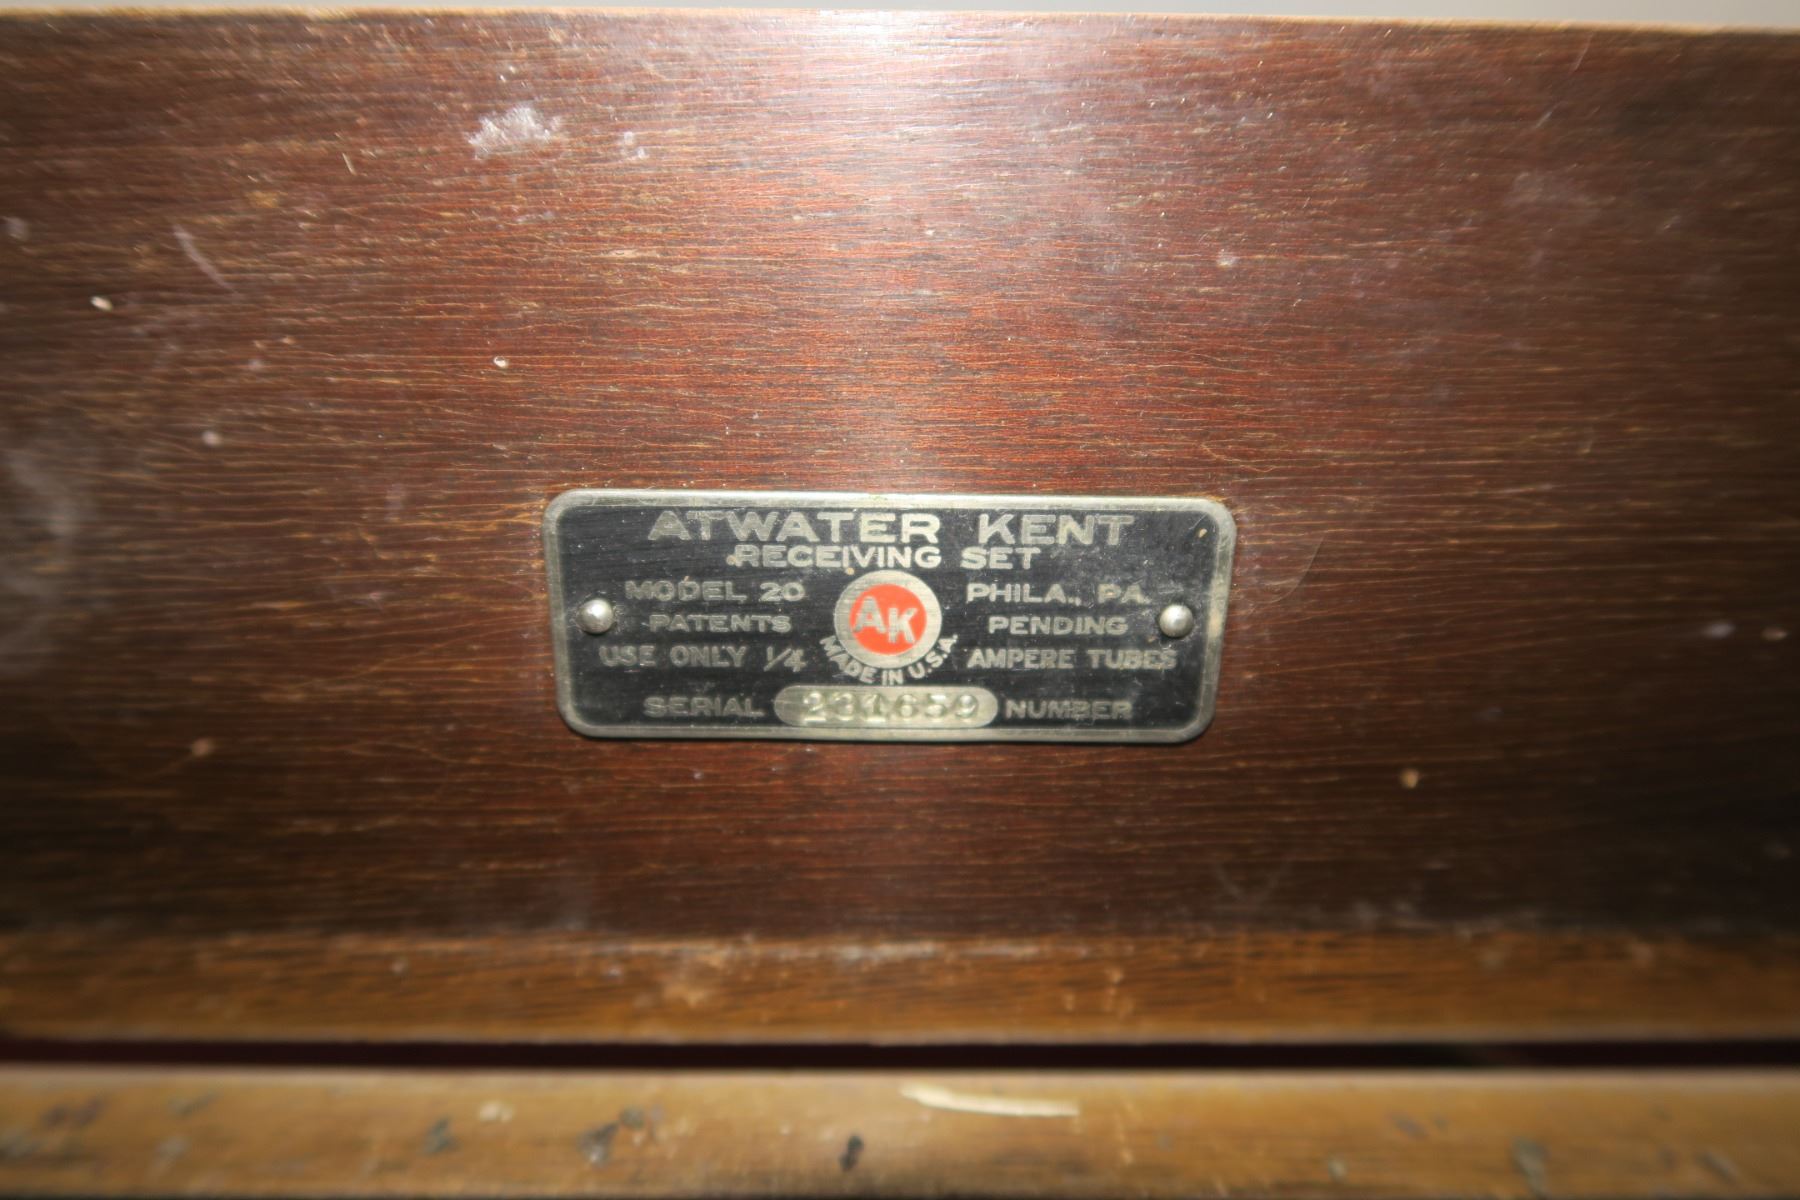 ATWATER KENT
RECEIVING SET
MODEL 20 PHILA., PA.
PATENTS AK PENDING
USE ONLY 1/4 AMPERE TUBES
MADE IN U.S.A.
SERIAL 231659 NUMBER